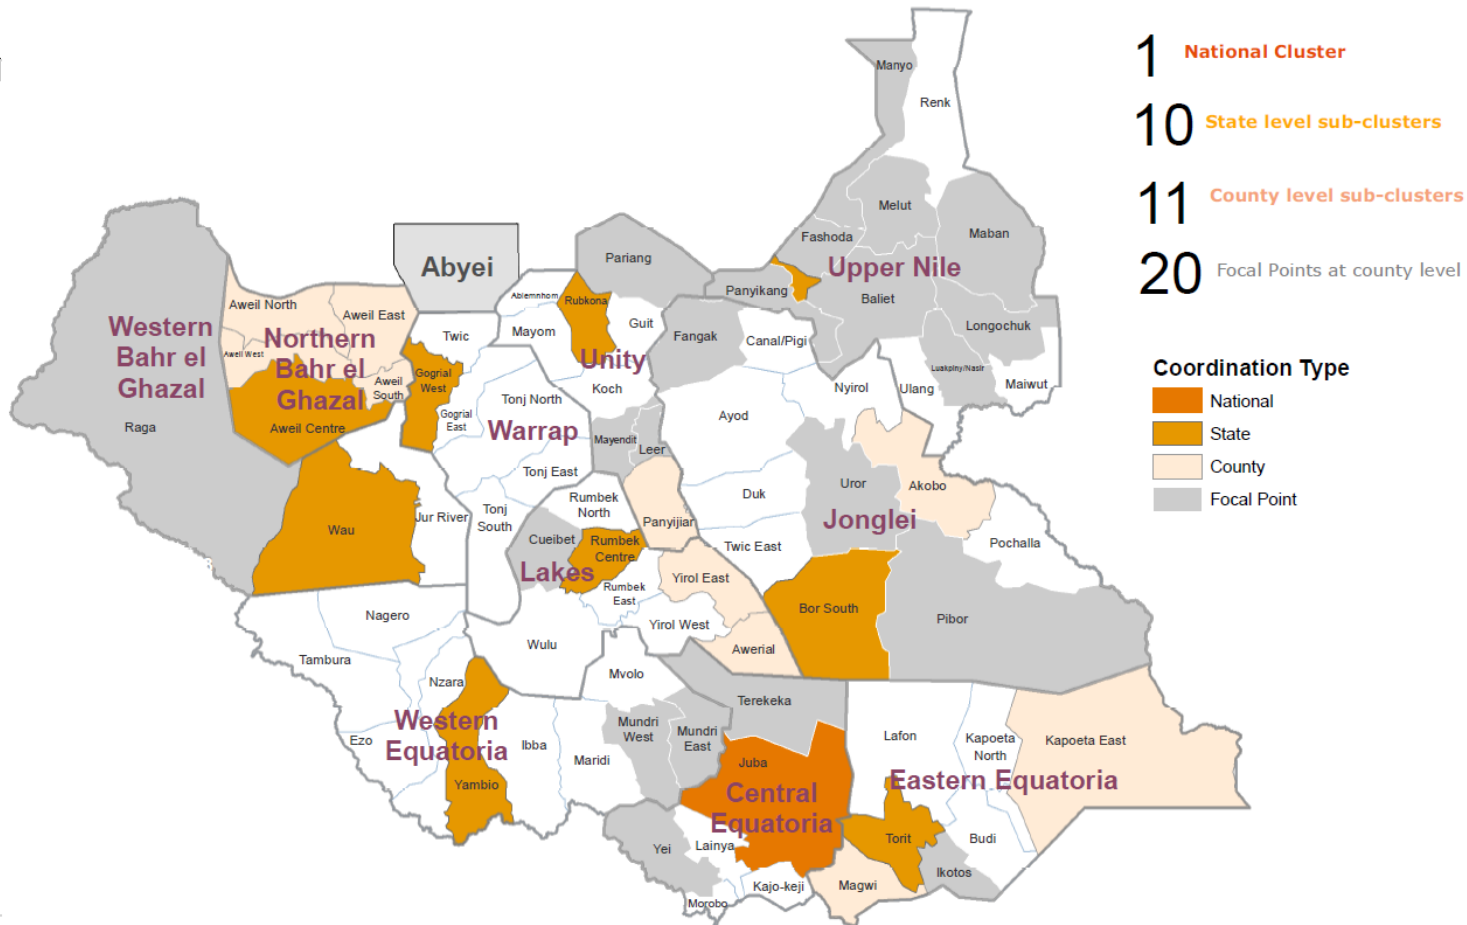 1 National Cluster
10 State level sub-clusters
11 County level sub-clusters
20 Focal Points at county level
Coordination Type
National
State
County
Focal Point
Manyo
Renk
Melut
Maban
Fashoda
Upper Nile
Panyikang
Baliet
Longochuk
Luakpiny/Nasir
Maiwut
Ulang
Abyei
Pariang
Abiemnhom
Rubkona
Mayom
Guit
Unity
Koch
Mayendit
Leer
Panyijiar
Fangak
Canal/Pigi
Nyirol
Ayod
Duk
Uror
Akobo
Jonglei
Twic East
Pochalla
Bor South
Pibor
Western
Bahr el
Ghazal
Raga
Wau
Jur River
Aweil North
Aweil East
Aweil West
Northern
Bahr el
Ghazal
Aweil
South
Aweil Centre
Twic
Gogrial
West
Gogrial
East
Tonj North
Warrap
Tonj East
Tonj
South
Rumbek
North
Cueibet
Rumbek
Centre
Lakes
Rumbek
East
Yirol East
Yirol West
Awerial
Wulu
Nagero
Tambura
Nzara
Western
Equatoria
Ezo
Yambio
Ibba
Maridi
Mvolo
Mundri
West
Mundri
East
Terekeka
Juba
Central
Equatoria
Yei
Lainya
Kajo-keji
Morobo
Lafon
Kapoeta
North
Kapoeta East
Eastern Equatoria
Torit
Budi
Ikotos
Magwi